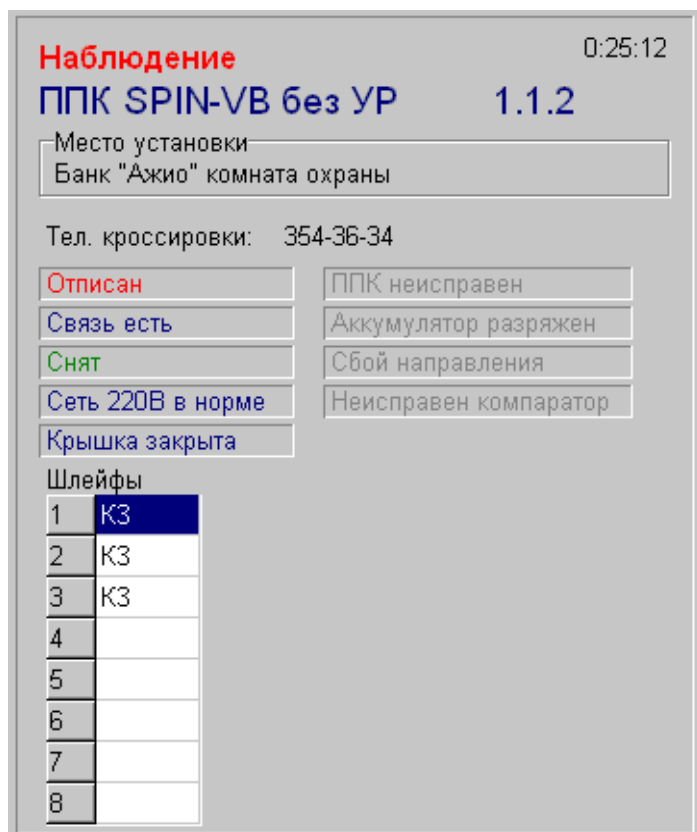 Наблюдение 0:25:12
ППК SPIN-VB без УР 1.1.2
Место установки
Банк "Ажио" комната охраны
Тел. кроссировки: 354-36-34
Отписан ППК неисправен
Связь есть Аккумулятор разряжен
Снят Сбой направления
Сеть 220В в норме Неисправен компаратор
Крышка закрыта
Шлейфы
1 КЗ
2 КЗ
3 КЗ
4
5
6
7
8